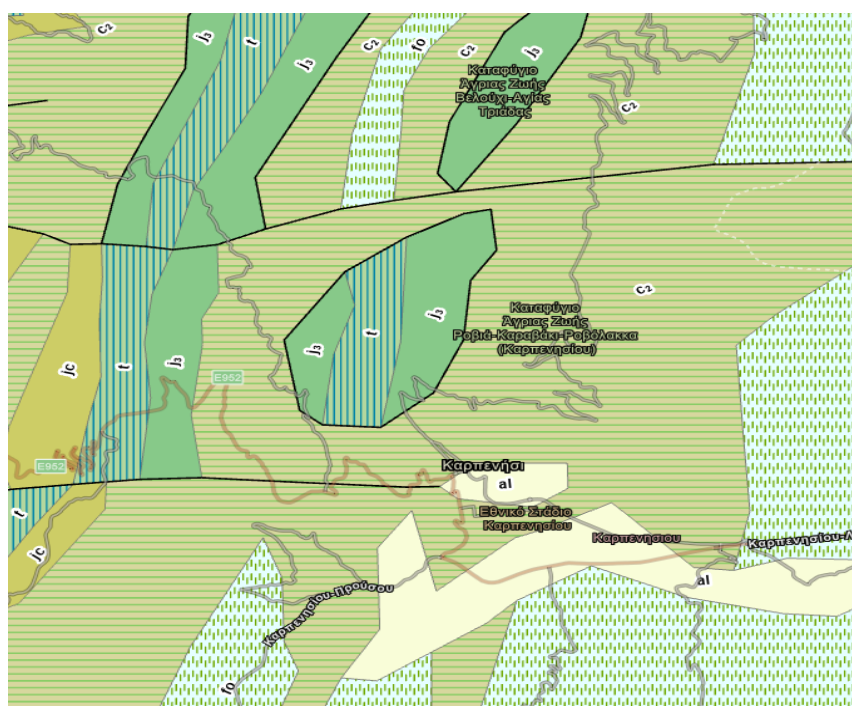 c₂
j₃
t
j₃
c₂
fo
c₂
j₃
Καταφύγιο
Άγριας Ζωής
Βελούχι-Αγίας
Τριάδας
c₂
c₂
Καταφύγιο
Άγριας Ζωής
Ροβιά-Καραβάκι-Ροβόλακκα
(Καρπενησίου)
j₃
t
j₃
jc
t
j₃
E952
E952
Καρπενήσι
al
t
Εθνικό Στάδιο
Καρπενησίου
Καρπενησίου
Καρπενησίου-Λ
jc
al
Καρπενησίου-Προύσου
fo